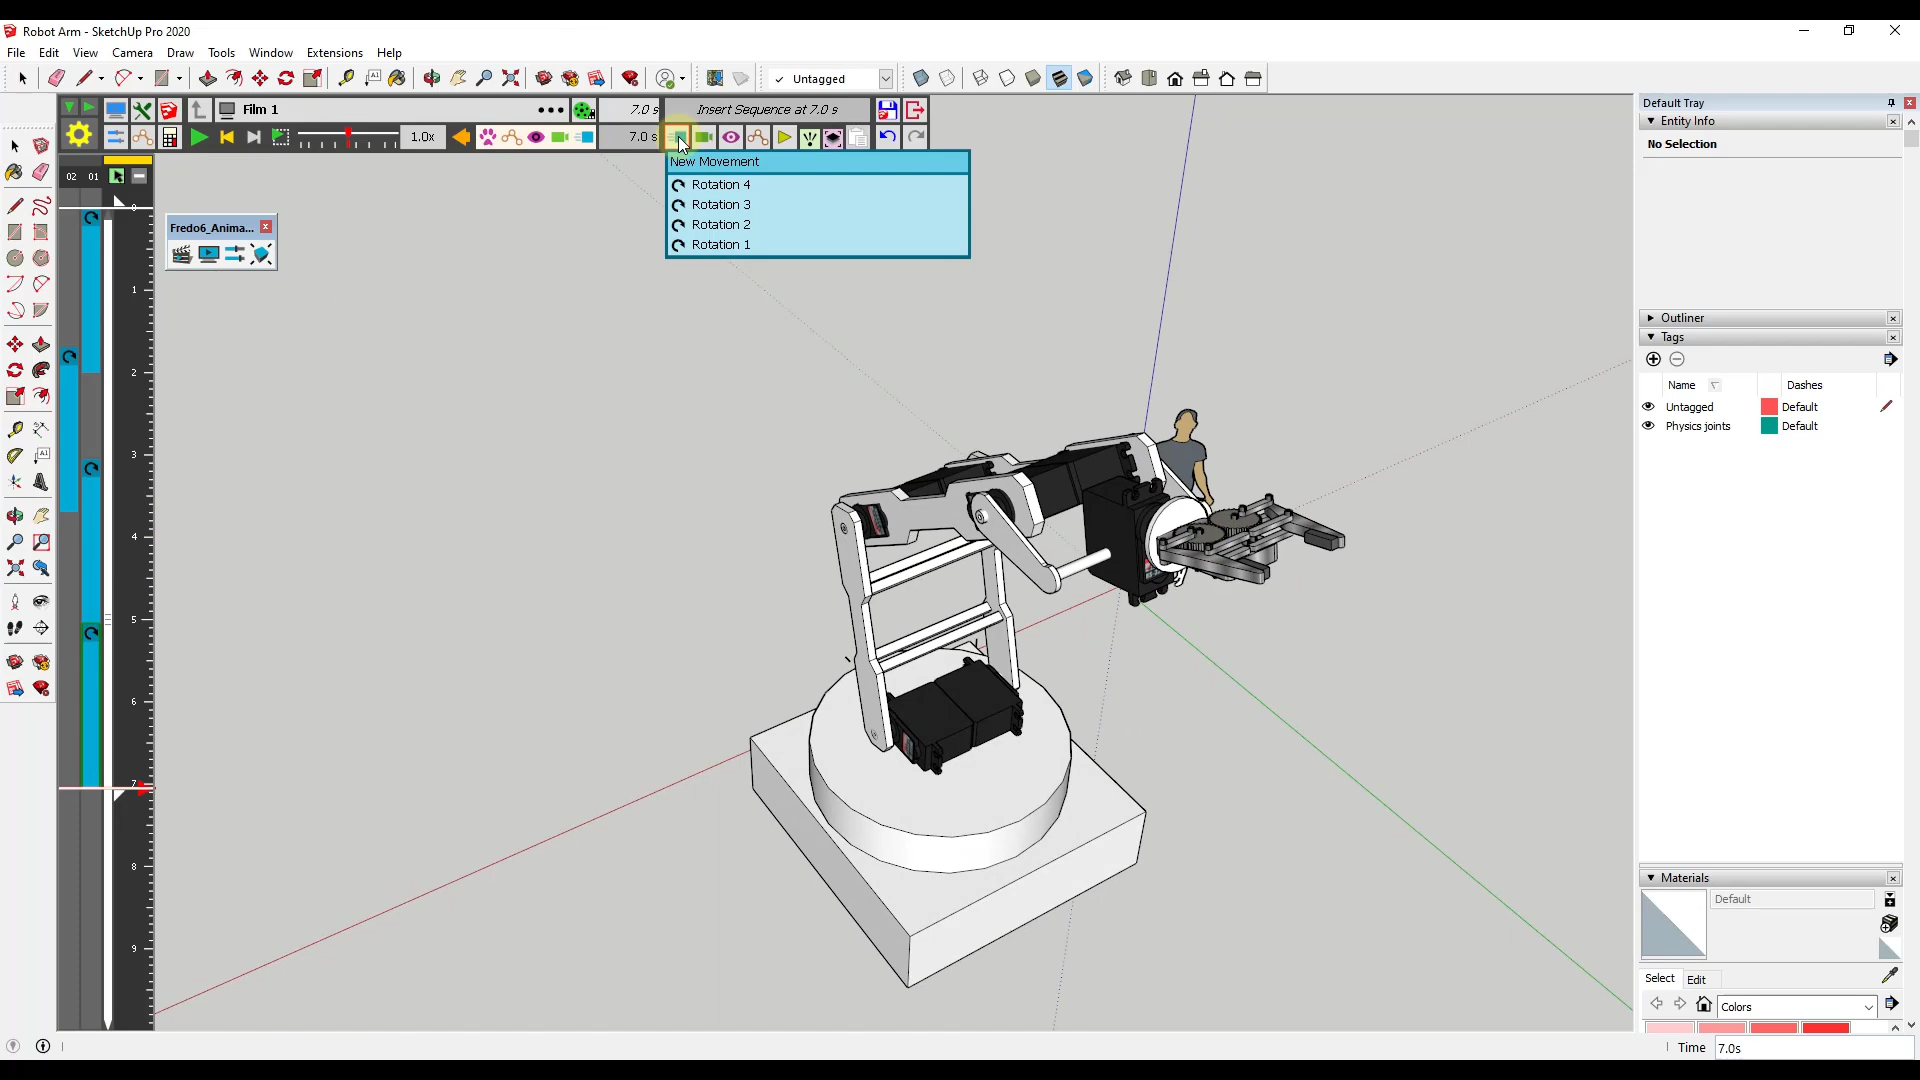 Robot Arm - SketchUp Pro 2020
File Edit View Camera Draw Tools Window Extensions Help
Untagged
Film 1
7.0 s
Insert Sequence at 7.0 s
1.0x
7.0 s
New Movement
Rotation 4
Rotation 3
Rotation 2
Rotation 1
02 01
Fredo6_Anima...
0
1
2
3
4
5
6
7
8
9
Default Tray
Entity Info
No Selection
Outliner
Tags
Name Dashes
Untagged Default
Physics joints Default
Materials
Default
Select Edit
Colors
Time 7.0s